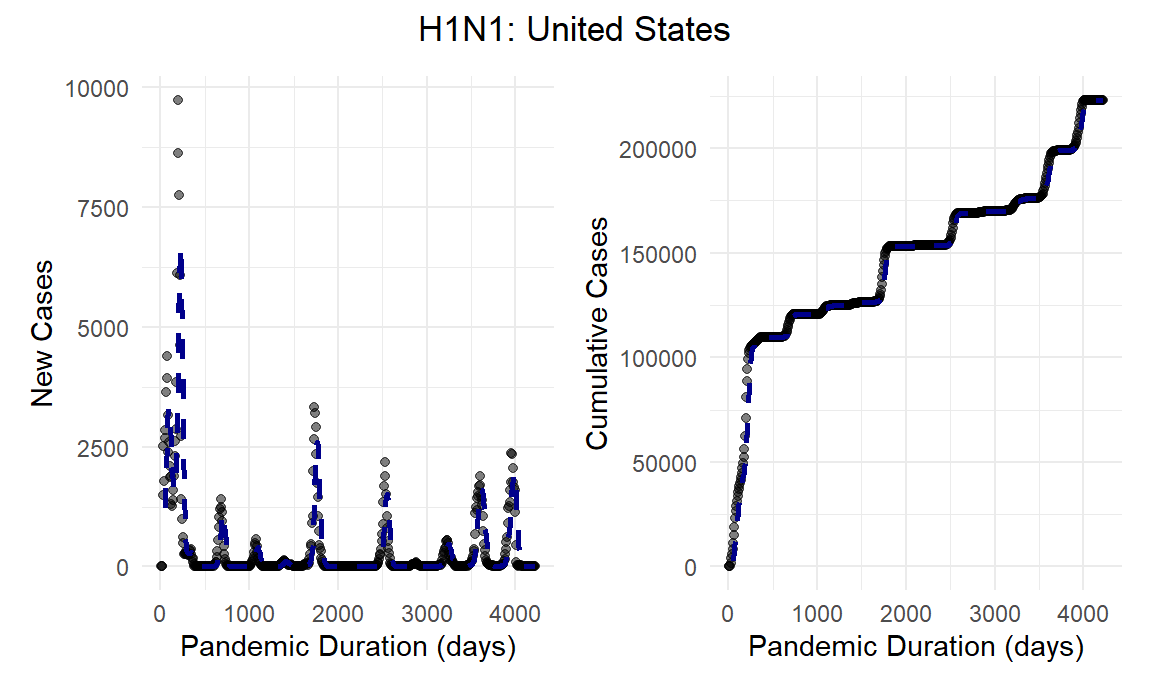 H1N1: United States
New Cases
10000
7500
5000
2500
0
0 1000 2000 3000 4000
Pandemic Duration (days)
Cumulative Cases
200000
150000
100000
50000
0
0 1000 2000 3000 4000
Pandemic Duration (days)